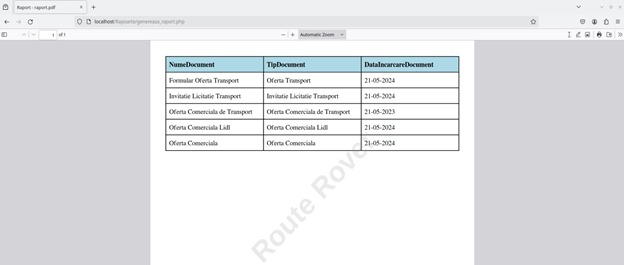 Raport - raport.pdf
localhost/Rapoarte/genereaza_raport.php
1 of 1
Automatic Zoom
NumeDocument TipDocument DataIncarcareDocument
Formular Oferta Transport Oferta Transport 21-05-2024
Invitatie Licitatie Transport Invitatie Licitatie Transport 21-05-2024
Oferta Comerciala de Transport Oferta Comerciala de Transport 21-05-2023
Oferta Comerciala Lidl Oferta Comerciala Lidl 21-05-2024
Oferta Comerciala Oferta Comerciala 21-05-2024
Route Rover